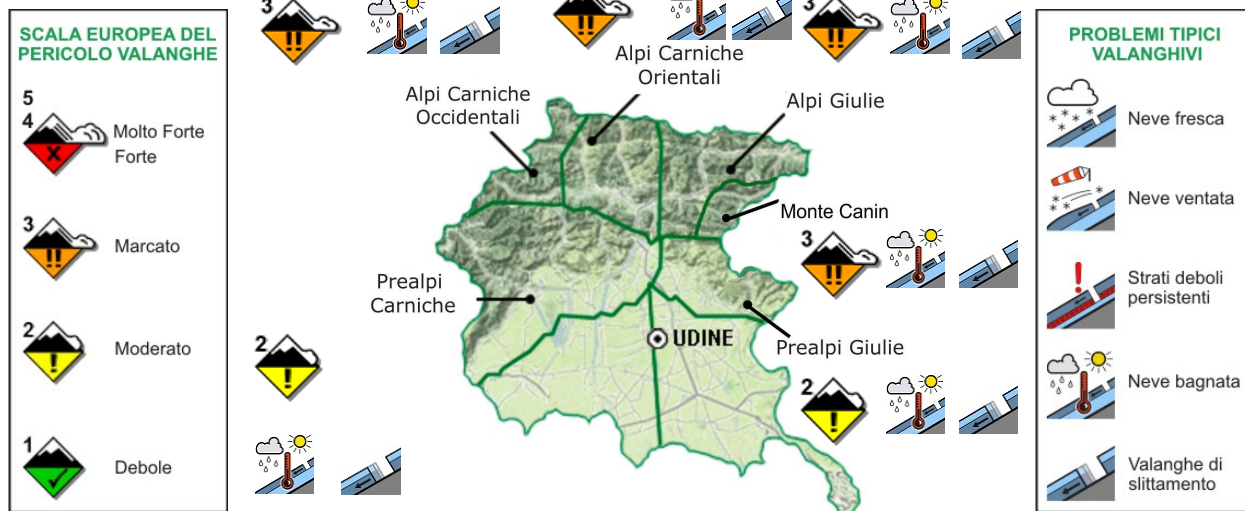 SCALA EUROPEA DEL
PERICOLO VALANGHE
5
4
Molto Forte
Forte
3
Marcato
2
Moderato
1
Debole
3
3
Alpi Carniche
Orientali
Alpi Carniche
Occidentali
Alpi Giulie
Monte Canin
3
Prealpi
Carniche
2
UDINE
Prealpi Giulie
2
PROBLEMI TIPICI
VALANGHIVI
Neve fresca
Neve ventata
Strati deboli
persistenti
Neve bagnata
Valanghe di
slittamento